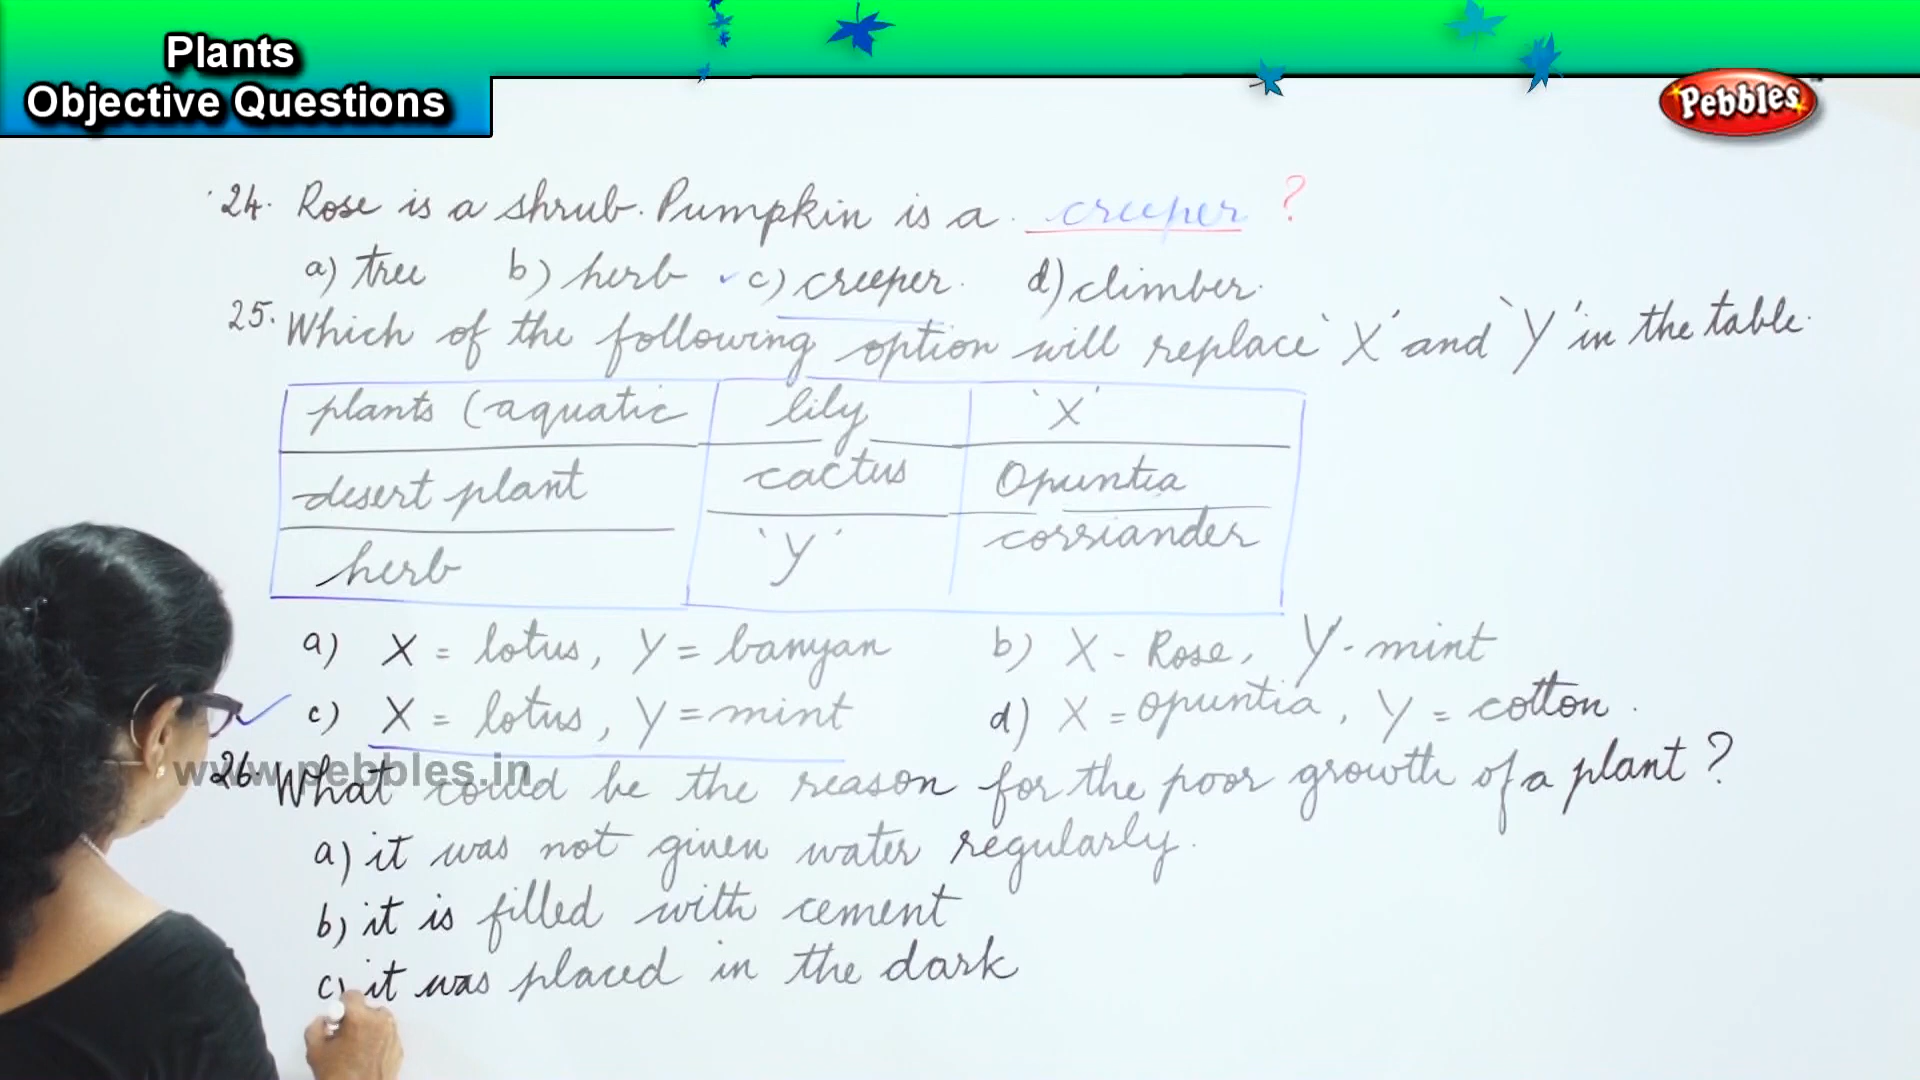 Plants
Objective Questions
Pebbles
24. Rose is a shrub. Pumpkin is a creeper ?
a) tree b) herb c) creeper. d) climber.
25. Which of the following option will replace 'X' and 'Y' in the table.
plants (aquatic lily 'X'
desert plant cactus Opuntia
herb 'Y' corriander
a) X = lotus, Y = banyan b) X - Rose, Y - mint
c) X = lotus, Y = mint d) X = opuntia, Y = cotton.
www.pebbles.in
26. What could be the reason for the poor growth of a plant ?
a) it was not given water regularly.
b) it is filled with cement
c) it was placed in the dark